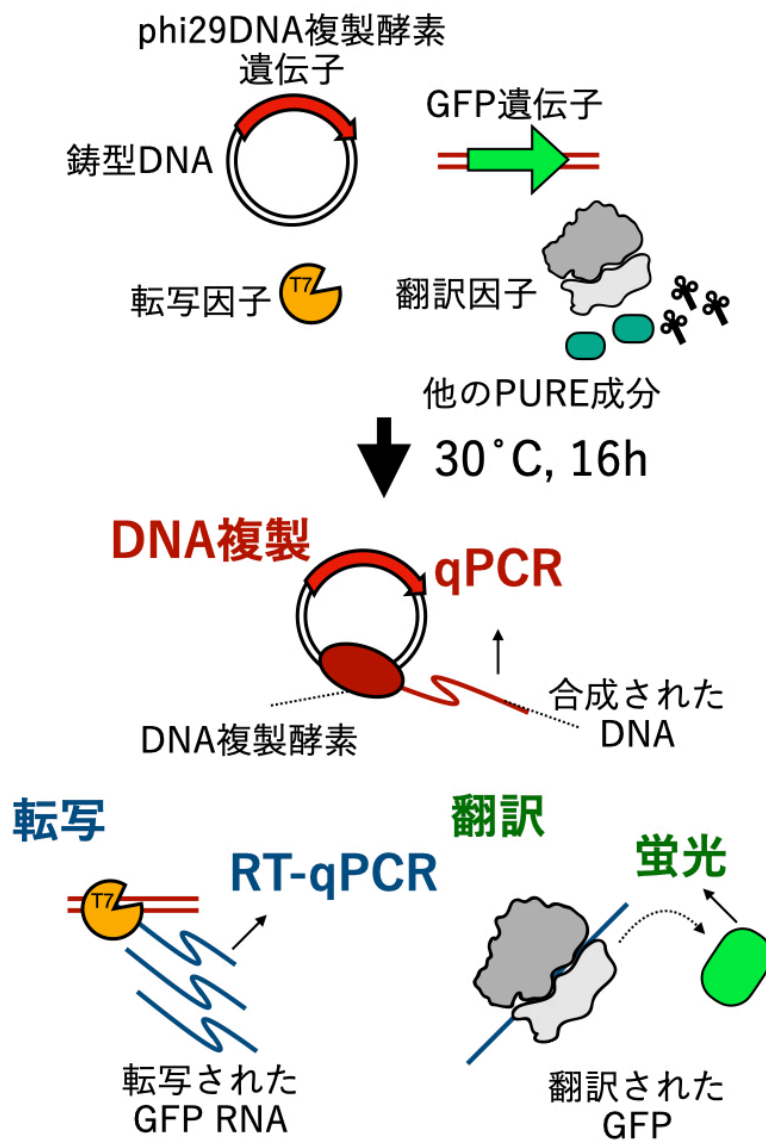 phi29DNA複製酵素
遺伝子
GFP遺伝子
鋳型DNA
転写因子
T7
翻訳因子
他のPURE成分
30˚C, 16h
DNA複製
qPCR
DNA複製酵素
合成された
DNA
転写
RT-qPCR
T7
転写された
GFP RNA
翻訳
蛍光
翻訳された
GFP